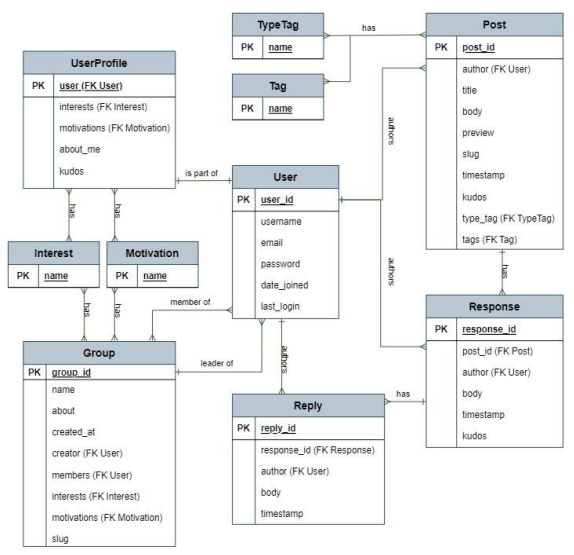 TypeTag
PK name
has
Tag
PK name
Post
PK post_id
author (FK User)
title
body
preview
slug
timestamp
kudos
type_tag (FK TypeTag)
tags (FK Tag)
UserProfile
PK user (FK User)
interests (FK Interest)
motivations (FK Motivation)
about_me
kudos
is part of
authors
User
PK user_id
username
email
password
date_joined
last_login
has
has
Interest
PK name
Motivation
PK name
has
has
member of
leader of
authors
authors
has
Response
PK response_id
post_id (FK Post)
author (FK User)
body
timestamp
kudos
Group
PK group_id
name
about
created_at
creator (FK User)
members (FK User)
interests (FK Interest)
motivations (FK Motivation)
slug
has
Reply
PK reply_id
response_id (FK Response)
author (FK User)
body
timestamp